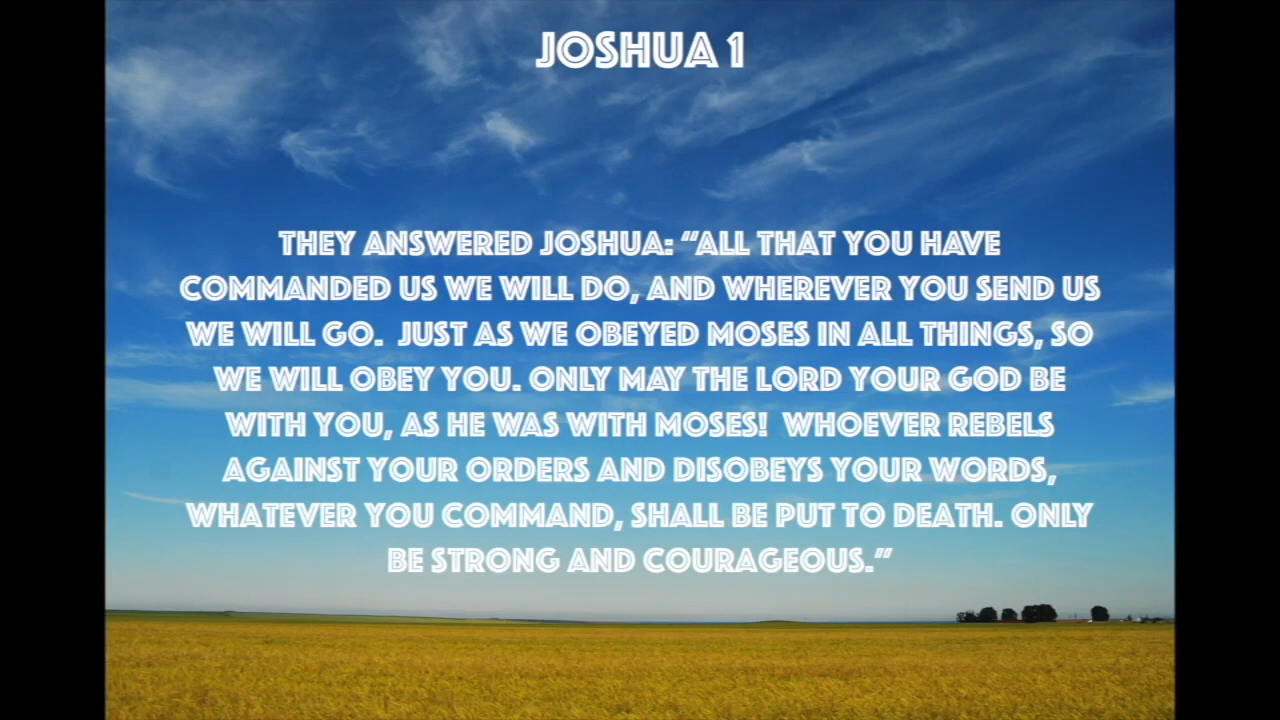 JOSHUA 1
THEY ANSWERED JOSHUA: “ALL THAT YOU HAVE
COMMANDED US WE WILL DO, AND WHEREVER YOU SEND US
WE WILL GO.  JUST AS WE OBEYED MOSES IN ALL THINGS, SO
WE WILL OBEY YOU. ONLY MAY THE LORD YOUR GOD BE
WITH YOU, AS HE WAS WITH MOSES!  WHOEVER REBELS
AGAINST YOUR ORDERS AND DISOBEYS YOUR WORDS,
WHATEVER YOU COMMAND, SHALL BE PUT TO DEATH. ONLY
BE STRONG AND COURAGEOUS.”